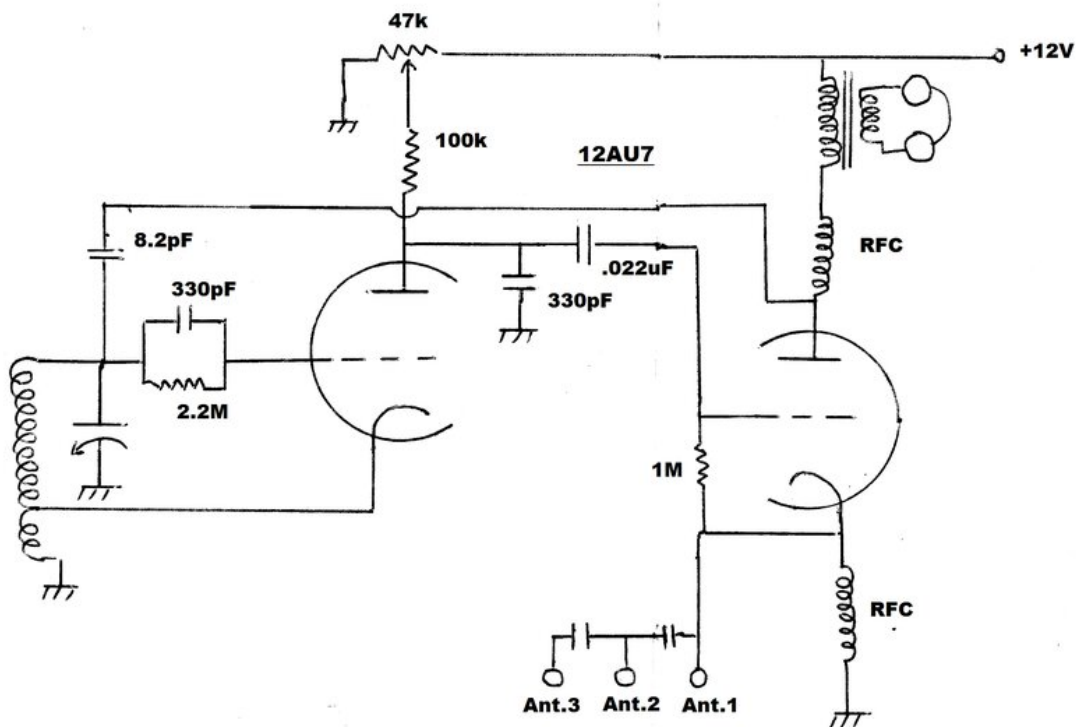 47k
+12V
100k
12AU7
8.2pF
RFC
.022uF
330pF
330pF
2.2M
1M
RFC
Ant.3
Ant.2
Ant.1